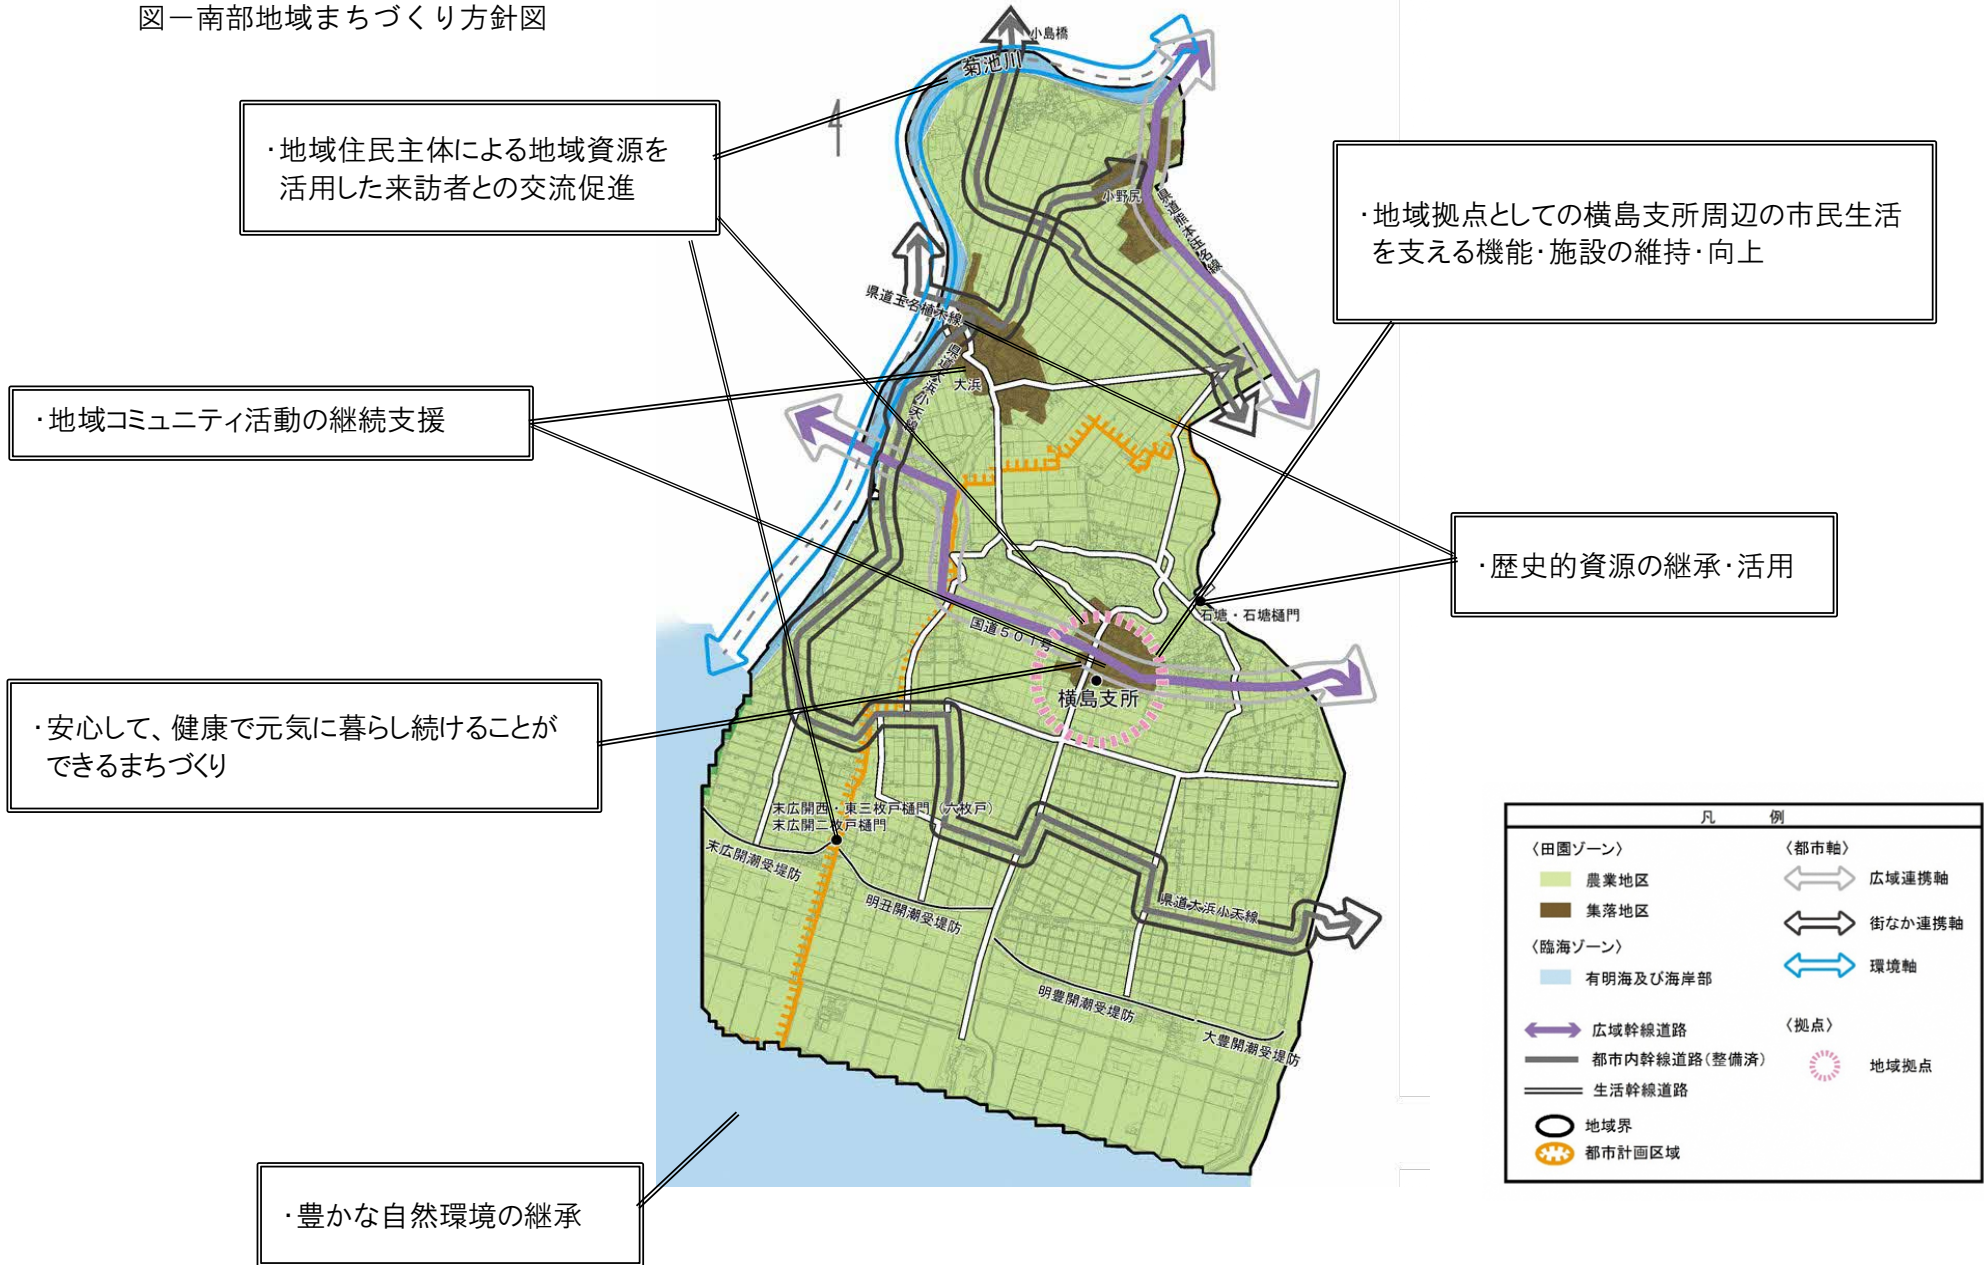 図－南部地域まちづくり方針図
小島橋
菊池川
・地域住民主体による地域資源を
活用した来訪者との交流促進
・地域拠点としての横島支所周辺の市民生活
を支える機能・施設の維持・向上
小野尻
県道熊本玉名線
県道玉名植木線
県道大浜小天線
大浜
・地域コミュニティ活動の継続支援
・歴史的資源の継承・活用
石塘・石塘樋門
国道501号
横島支所
・安心して、健康で元気に暮らし続けることが
できるまちづくり
末広開西・東三枚戸樋門（六枚戸）
末広開二枚戸樋門
末広開潮受堤防
明丑開潮受堤防
県道大浜小天線
明豊開潮受堤防
大豊開潮受堤防
・豊かな自然環境の継承
凡　例
〈田園ゾーン〉
農業地区
集落地区
〈臨海ゾーン〉
有明海及び海岸部
広域幹線道路
都市内幹線道路（整備済）
生活幹線道路
地域界
都市計画区域
〈都市軸〉
広域連携軸
街なか連携軸
環境軸
〈拠点〉
地域拠点